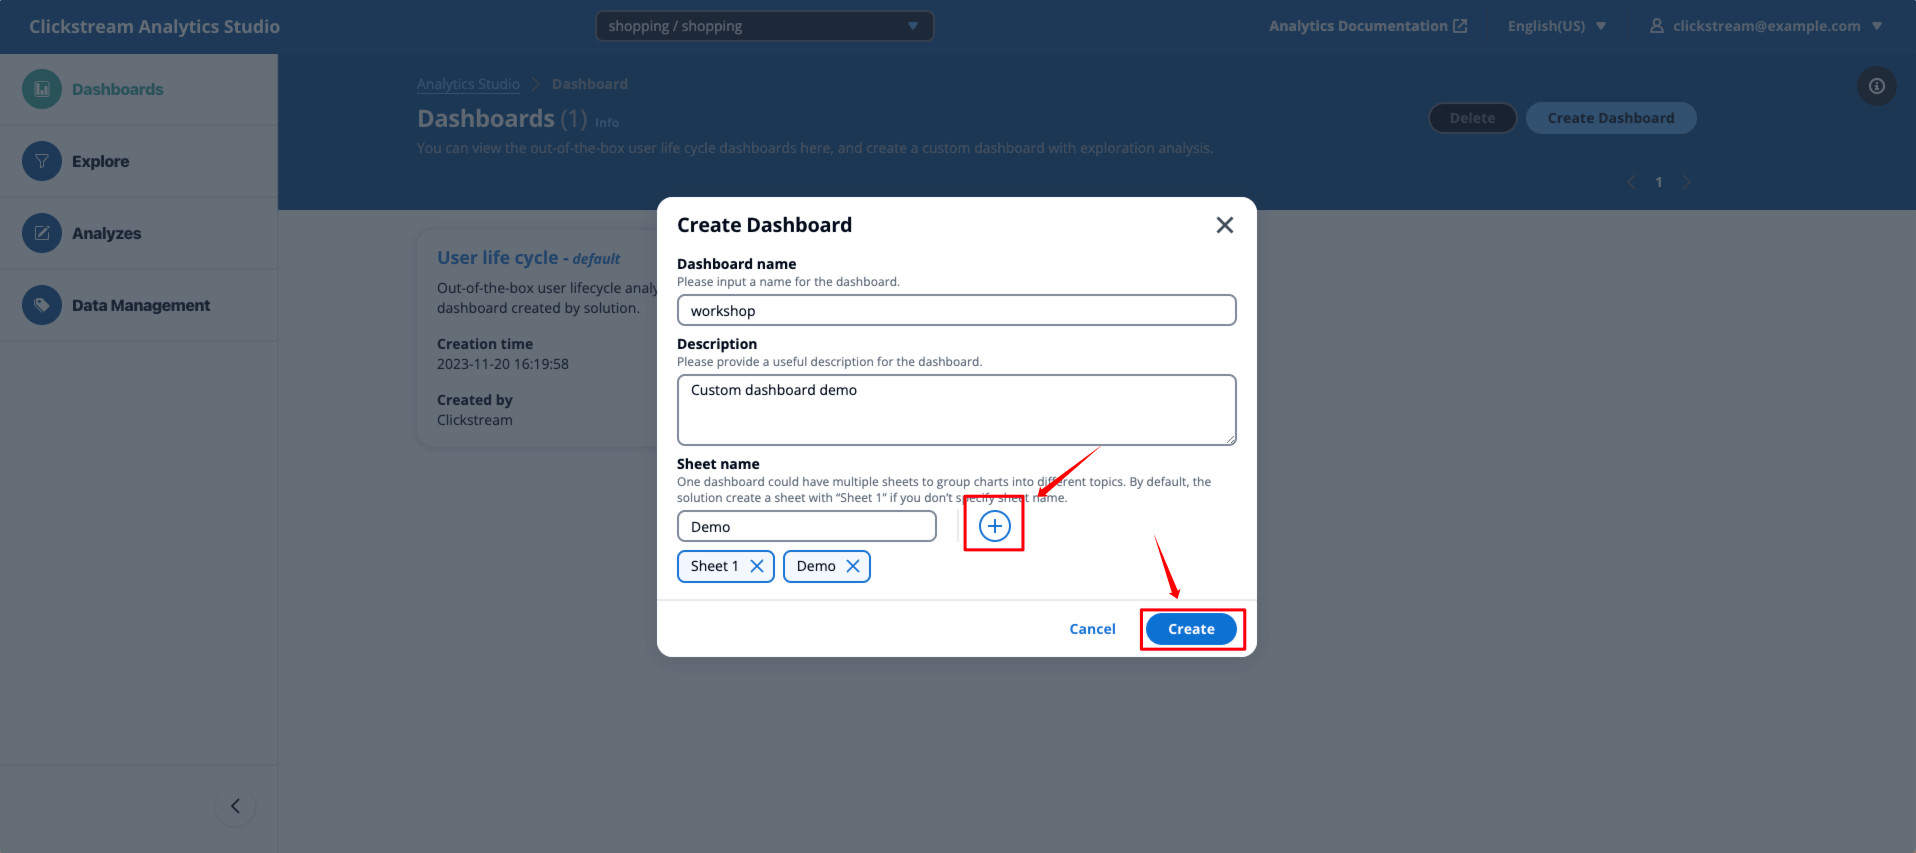 Clickstream Analytics Studio
shopping / shopping
Analytics Documentation
English(US)
clickstream@example.com
Dashboards
Explore
Analyzes
Data Management
Analytics Studio
Dashboard
Dashboards (1) Info
You can view the out-of-the-box user life cycle dashboards here, and create a custom dashboard with exploration analysis.
Delete
Create Dashboard
1
User life cycle - default
Out-of-the-box user lifecycle analy
dashboard created by solution.
Creation time
2023-11-20 16:19:58
Created by
Clickstream
Create Dashboard
Dashboard name
Please input a name for the dashboard.
workshop
Description
Please provide a useful description for the dashboard.
Custom dashboard demo
Sheet name
One dashboard could have multiple sheets to group charts into different topics. By default, the
solution create a sheet with “Sheet 1” if you don’t specify sheet name.
Demo
Sheet 1
Demo
Cancel
Create